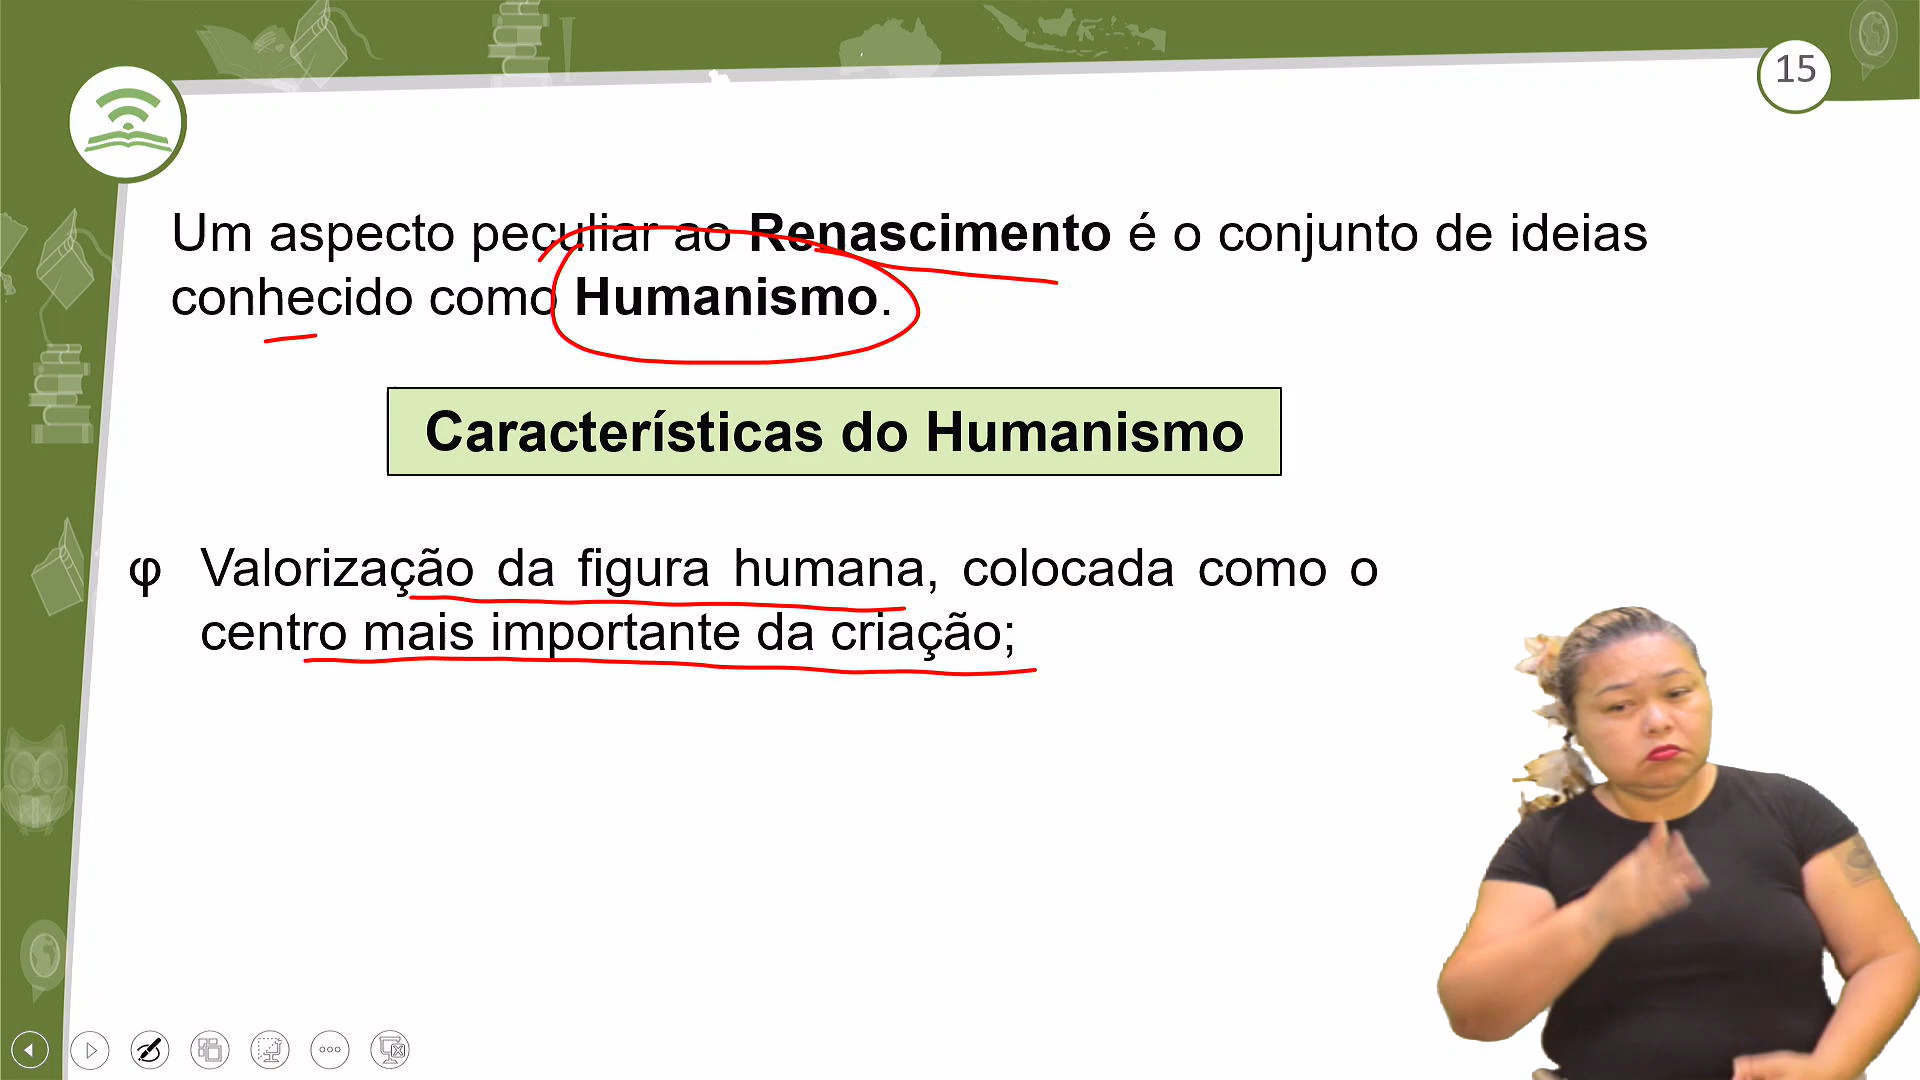 15
Um aspecto peculiar ao Renascimento é o conjunto de ideias
conhecido como Humanismo.
Características do Humanismo
φ Valorização da figura humana, colocada como o
centro mais importante da criação;